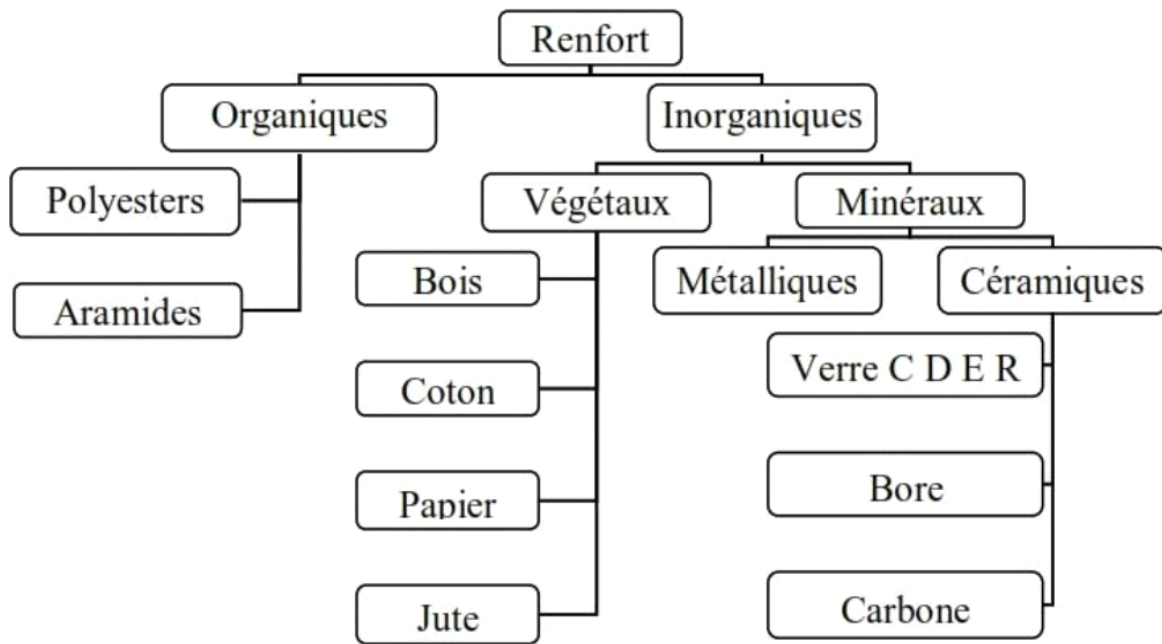 Renfort
Organiques
Inorganiques
Polyesters
Aramides
Végétaux
Minéraux
Bois
Coton
Papier
Jute
Métalliques
Céramiques
Verre C D E R
Bore
Carbone